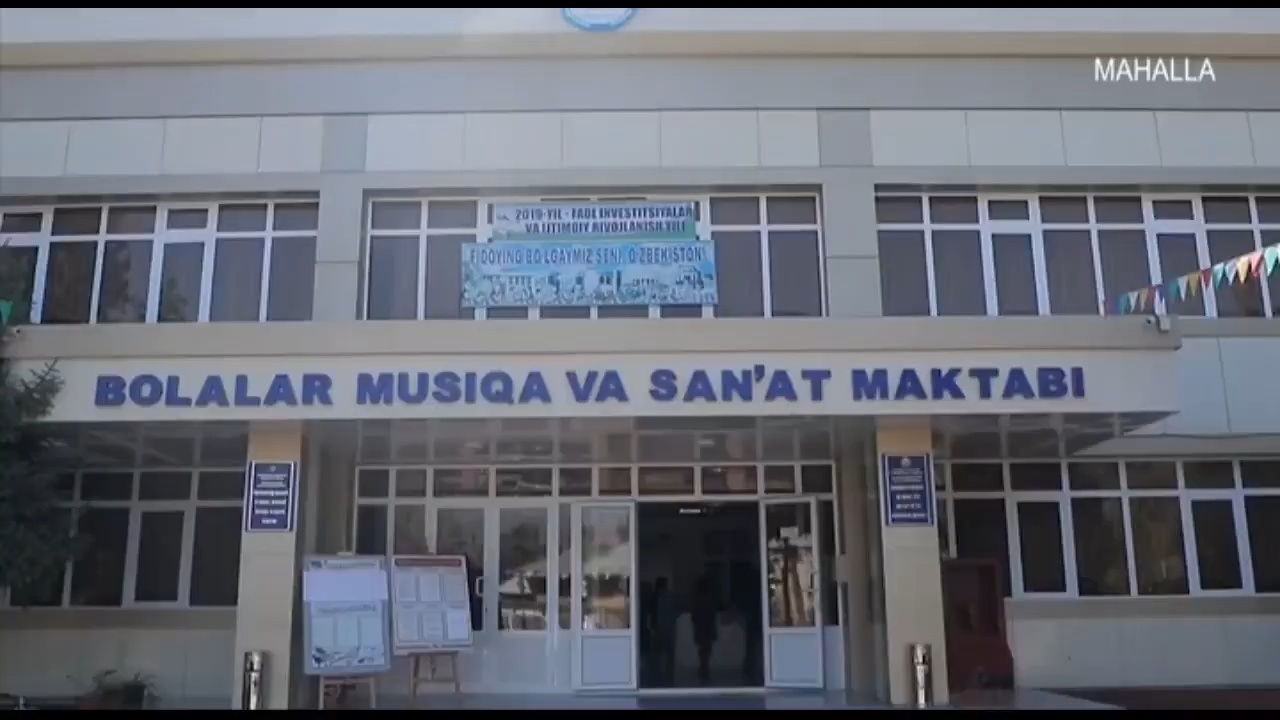 MAHALLA
2019-YIL - FAOL INVESTITSIYALAR
VA IJTIMOIY RIVOJLANISH YILI
FIDOYING BO'LGAYMIZ SENI, O'ZBEKISTON!
BOLALAR MUSIQA VA SAN'AT MAKTABI